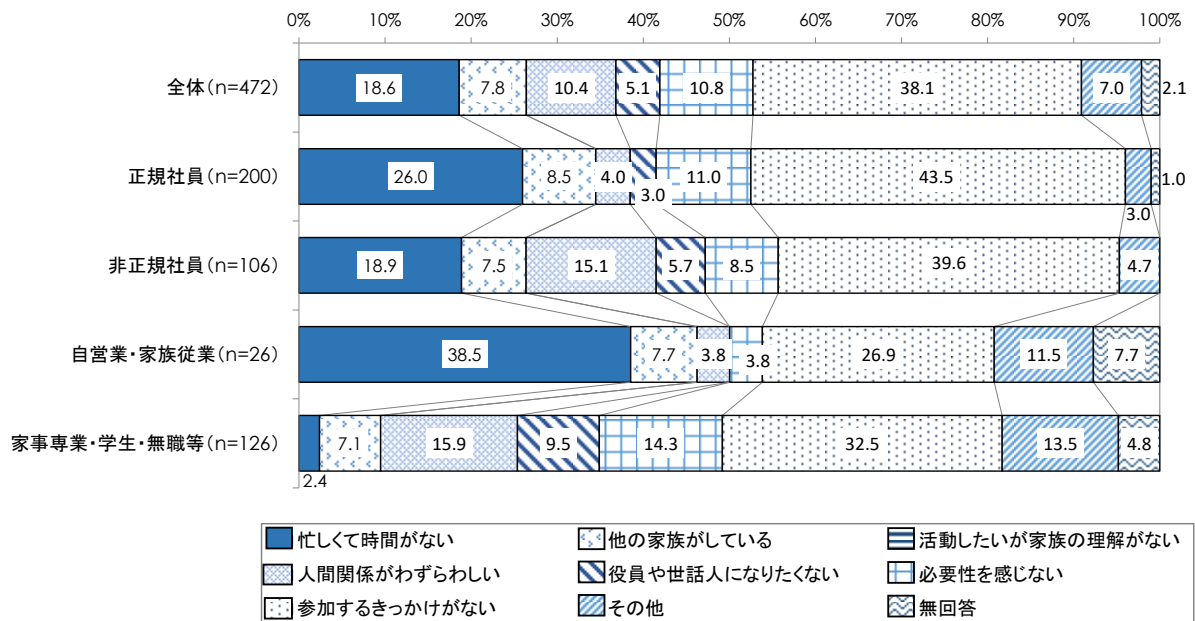 0% 10% 20% 30% 40% 50% 60% 70% 80% 90% 100%
全体(n=472) 18.6 7.8 10.4 5.1 10.8 38.1 7.0 2.1
正規社員(n=200) 26.0 8.5 4.0 3.0 11.0 43.5 3.0 1.0
非正規社員(n=106) 18.9 7.5 15.1 5.7 8.5 39.6 4.7
自営業・家族従業(n=26) 38.5 7.7 3.8 3.8 26.9 11.5 7.7
家事専業・学生・無職等(n=126) 2.4 7.1 15.9 9.5 14.3 32.5 13.5 4.8
忙しくて時間がない 他の家族がしている 活動したいが家族の理解がない
人間関係がわずらわしい 役員や世話人になりたくない 必要性を感じない
参加するきっかけがない その他 無回答